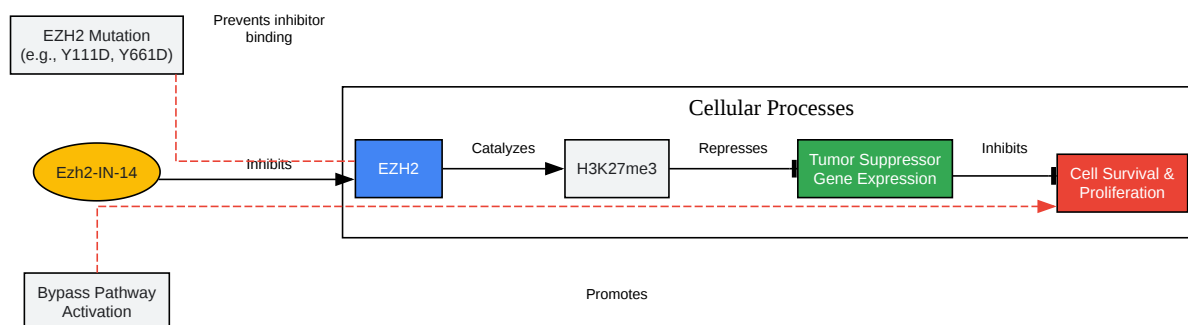 Prevents inhibitor
binding
EZH2 Mutation
(e.g., Y111D, Y661D)
Cellular Processes
Ezh2-IN-14
Inhibits
EZH2
Catalyzes
H3K27me3
Represses
Tumor Suppressor
Gene Expression
Inhibits
Cell Survival &
Proliferation
Bypass Pathway
Activation
Promotes